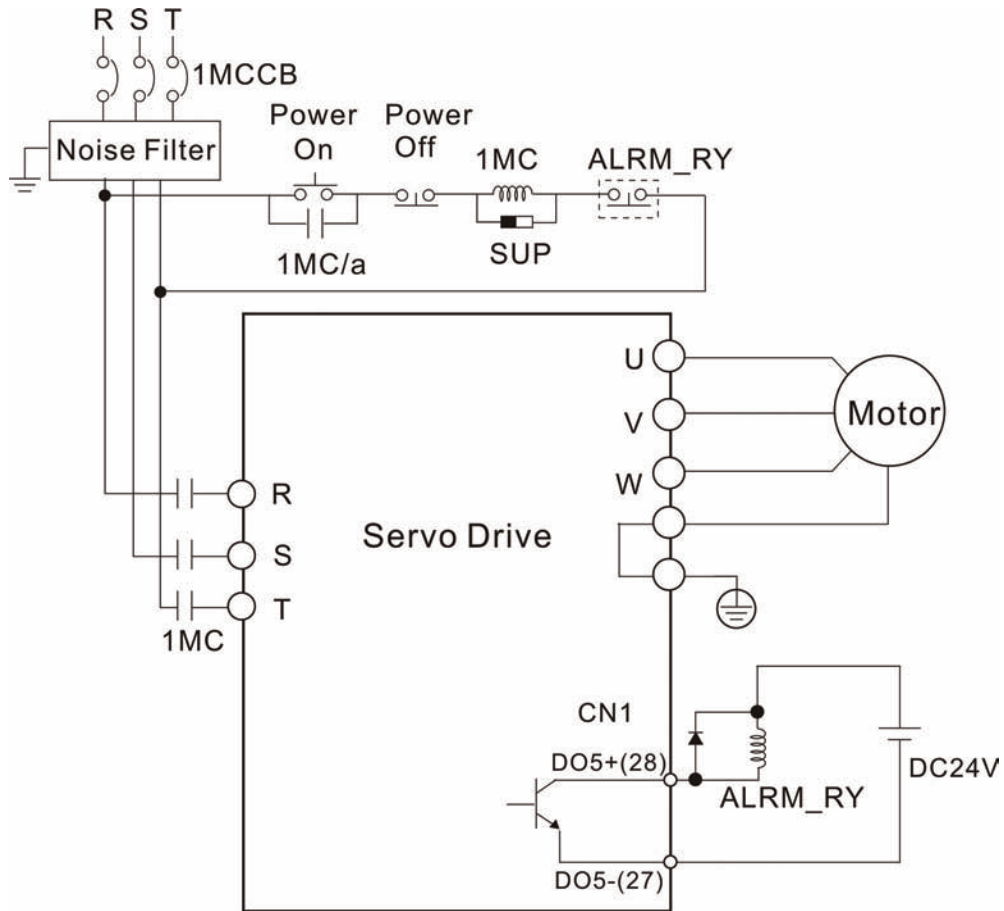 R S T
1MCCB
Noise Filter
Power On
Power Off
1MC
ALRM_RY
1MC/a
SUP
U
V
W
Motor
R
S
T
1MC
Servo Drive
CN1
DO5+(28)
DO5-(27)
ALRM_RY
DC24V